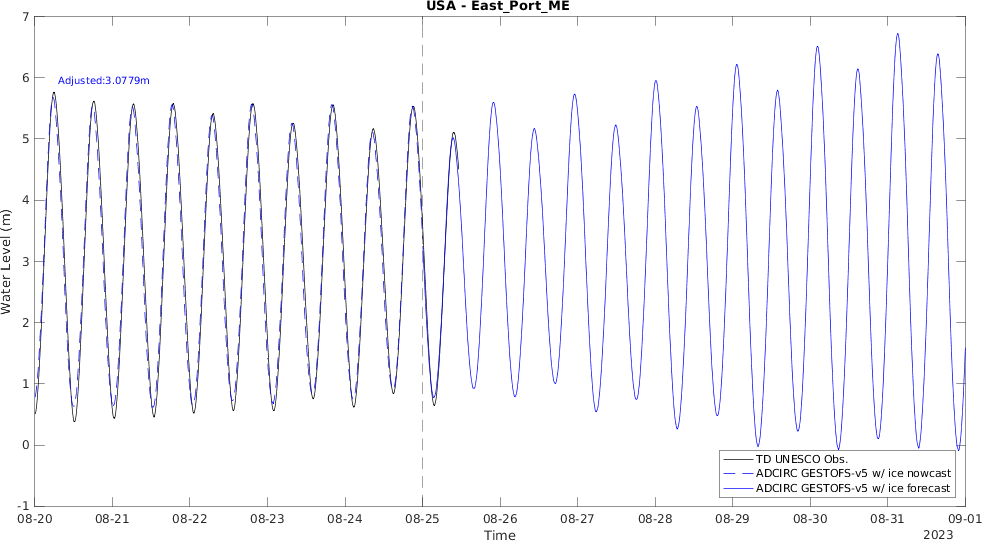 USA - East_Port_ME
7
6
5
4
3
2
1
0
-1
Water Level (m)
Adjusted:3.0779m
TD UNESCO Obs.
ADCIRC GESTOFS-v5 w/ ice nowcast
ADCIRC GESTOFS-v5 w/ ice forecast
08-20 08-21 08-22 08-23 08-24 08-25 08-26 08-27 08-28 08-29 08-30 08-31 09-01
Time 2023